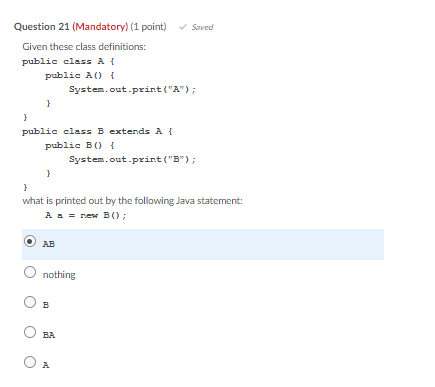 Question 21 (Mandatory) (1 point) ✓ Saved
Given these class definitions:
public class A {
public A() {
System.out.print("A");
}
}
public class B extends A {
public B() {
System.out.print("B");
}
}
what is printed out by the following Java statement:
A a = new B();
AB
nothing
B
BA
A